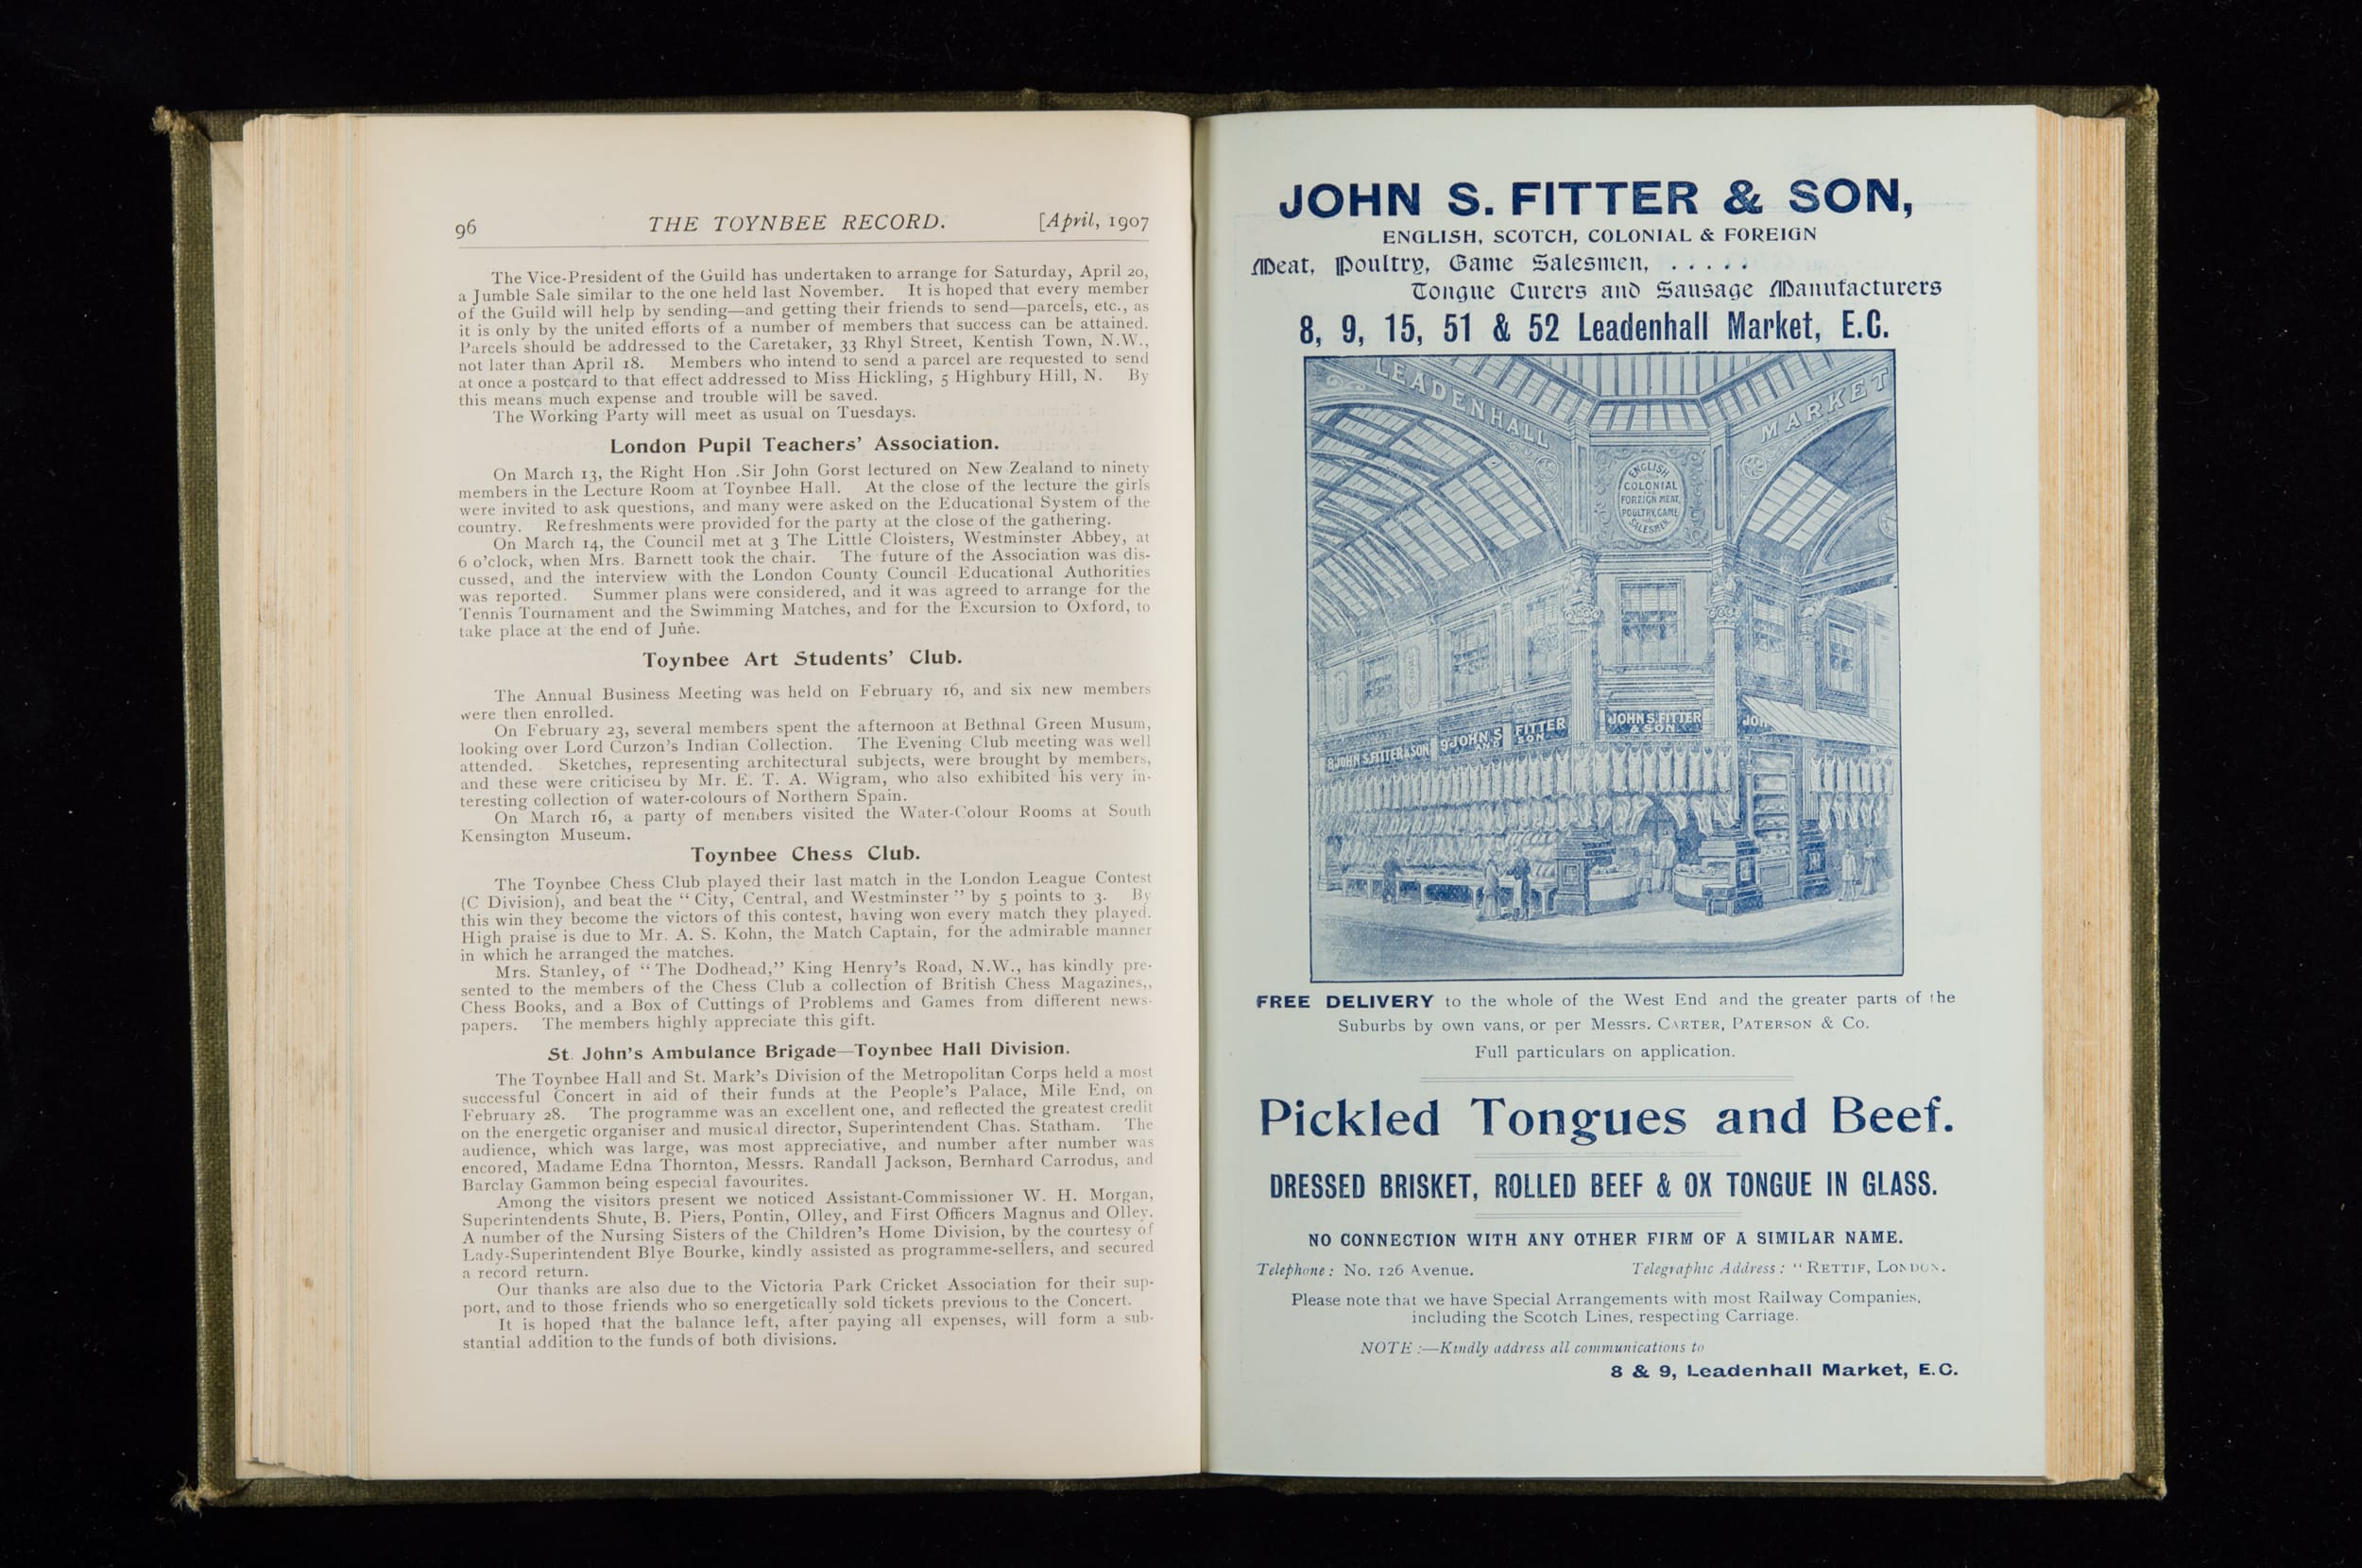 96 THE TOYNBEE RECORD. [April, 1907
The Vice-President of the Guild has undertaken to arrange for Saturday, April 20,
a Jumble Sale similar to the one held last November. It is hoped that every member
of the Guild will help by sending—and getting their friends to send—parcels, etc., as
it is only by the united efforts of a number of members that success can be attained.
Parcels should be addressed to the Caretaker, 33 Rhyl Street, Kentish Town, N.W.,
not later than April 18. Members who intend to send a parcel are requested to send
at once a postcard to that effect addressed to Miss Hickling, 5 Highbury Hill, N. By
this means much expense and trouble will be saved.
The Working Party will meet as usual on Tuesdays.
London Pupil Teachers' Association.
On March 13, the Right Hon .Sir John Gorst lectured on New Zealand to ninety
members in the Lecture Room at Toynbee Hall. At the close of the lecture the girls
were invited to ask questions, and many were asked on the Educational System of the
country. Refreshments were provided for the party at the close of the gathering.
On March 14, the Council met at 3 The Little Cloisters, Westminster Abbey, at
6 o'clock, when Mrs. Barnett took the chair. The future of the Association was dis-
cussed, and the interview with the London County Council Educational Authorities
was reported. Summer plans were considered, and it was agreed to arrange for the
Tennis Tournament and the Swimming Matches, and for the Excursion to Oxford, to
take place at the end of June.
Toynbee Art Students' Club.
The Annual Business Meeting was held on February 16, and six new members
were then enrolled.
On February 23, several members spent the afternoon at Bethnal Green Musum,
looking over Lord Curzon's Indian Collection. The Evening Club meeting was well
attended. Sketches, representing architectural subjects, were brought by members,
and these were criticised by Mr. E. T. A. Wigram, who also exhibited his very in-
teresting collection of water-colours of Northern Spain.
On March 16, a party of members visited the Water-Colour Rooms at South
Kensington Museum.
Toynbee Chess Club.
The Toynbee Chess Club played their last match in the London League Contest
(C Division), and beat the "City, Central, and Westminster" by 5 points to 3. By
this win they become the victors of this contest, having won every match they played.
High praise is due to Mr. A. S. Kohn, the Match Captain, for the admirable manner
in which he arranged the matches.
Mrs. Stanley, of "The Dodhead," King Henry's Road, N.W., has kindly pre-
sented to the members of the Chess Club a collection of British Chess Magazines,,
Chess Books, and a Box of Cuttings of Problems and Games from different news-
papers. The members highly appreciate this gift.
St. John's Ambulance Brigade—Toynbee Hall Division.
The Toynbee Hall and St. Mark's Division of the Metropolitan Corps held a most
successful Concert in aid of their funds at the People's Palace, Mile End, on
February 28. The programme was an excellent one, and reflected the greatest credit
on the energetic organiser and musical director, Superintendent Chas. Statham. The
audience, which was large, was most appreciative, and number after number was
encored, Madame Edna Thornton, Messrs. Randall Jackson, Bernhard Carrodus, and
Barclay Gammon being especial favourites.
Among the visitors present we noticed Assistant-Commissioner W. H. Morgan,
Superintendents Shute, B. Piers, Pontin, Olley, and First Officers Magnus and Olley.
A number of the Nursing Sisters of the Children's Home Division, by the courtesy of
Lady-Superintendent Blye Bourke, kindly assisted as programme-sellers, and secured
a record return.
Our thanks are also due to the Victoria Park Cricket Association for their sup-
port, and to those friends who so energetically sold tickets previous to the Concert.
It is hoped that the balance left, after paying all expenses, will form a sub-
stantial addition to the funds of both divisions.
JOHN S. FITTER & SON,
ENGLISH, SCOTCH, COLONIAL & FOREIGN
Meat, Poultry, Game Salesmen, . . . . .
Tongue Curers and Sausage Manufacturers
8, 9, 15, 51 & 52 Leadenhall Market, E.C.
LEADENHALL MARKET
ENGLISH
COLONIAL
FOREIGN MEAT,
POULTRY, GAME
SALESMEN
8 JOHN S. FITTER & SON
9 JOHN S. FITTER
AND SON
JOHN S. FITTER
& SON
JOH
FREE DELIVERY to the whole of the West End and the greater parts of the
Suburbs by own vans, or per Messrs. CARTER, PATERSON & Co.
Full particulars on application.
Pickled Tongues and Beef.
DRESSED BRISKET, ROLLED BEEF & OX TONGUE IN GLASS.
NO CONNECTION WITH ANY OTHER FIRM OF A SIMILAR NAME.
Telephone: No. 126 Avenue. Telegraphic Address: "RETTIF, LONDON.
Please note that we have Special Arrangements with most Railway Companies,
including the Scotch Lines, respecting Carriage.
NOTE :—Kindly address all communications to
8 & 9, Leadenhall Market, E.C.